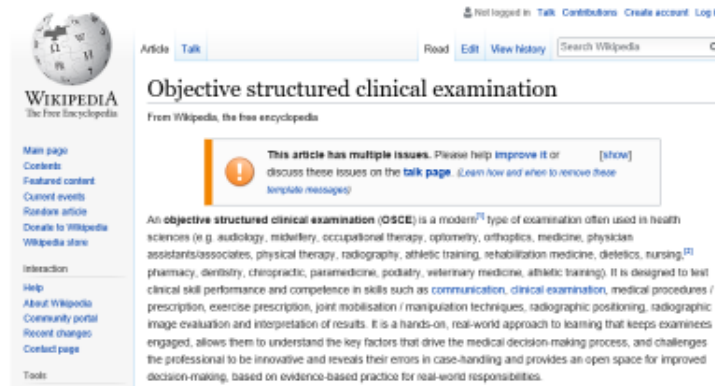 Not logged in Talk Contributions Create account Log
Article Talk Read Edit View history Search Wikipedia
WIKIPEDIA
The Free Encyclopedia
Objective structured clinical examination
From Wikipedia, the free encyclopedia
Main page
Contents
Featured content
Current events
Random article
Donate to Wikipedia
Wikipedia store
Interaction
Help
About Wikipedia
Community portal
Recent changes
Contact page
Tools
This article has multiple issues. Please help improve it or [show]
discuss these issues on the talk page. (Learn how and when to remove these
template messages)
An objective structured clinical examination (OSCE) is a modern[1] type of examination often used in health
sciences (e.g. audiology, midwifery, occupational therapy, optometry, orthoptics, medicine, physician
assistants/associates, physical therapy, radiography, athletic training, rehabilitation medicine, dietetics, nursing,[2]
pharmacy, dentistry, chiropractic, paramedicine, podiatry, veterinary medicine, athletic training). It is designed to test
clinical skill performance and competence in skills such as communication, clinical examination, medical procedures /
prescription, exercise prescription, joint mobilisation / manipulation techniques, radiographic positioning, radiographic
image evaluation and interpretation of results. It is a hands-on, real-world approach to learning that keeps examinees
engaged, allows them to understand the key factors that drive the medical decision-making process, and challenges
the professional to be innovative and reveals their errors in case-handling and provides an open space for improved
decision-making, based on evidence-based practice for real-world responsibilities.